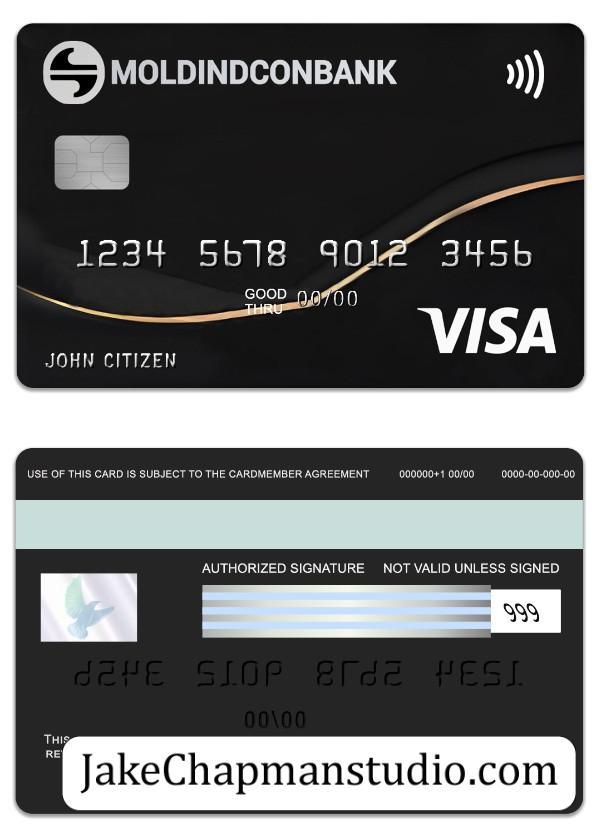 MOLDINDCONBANK
1234 5678 9012 3456
GOOD THRU 00/00
VISA
JOHN CITIZEN
USE OF THIS CARD IS SUBJECT TO THE CARDMEMBER AGREEMENT 000000+1 00/00 0000-00-000-00
AUTHORIZED SIGNATURE NOT VALID UNLESS SIGNED
999
00/00
JakeChapmanstudio.com